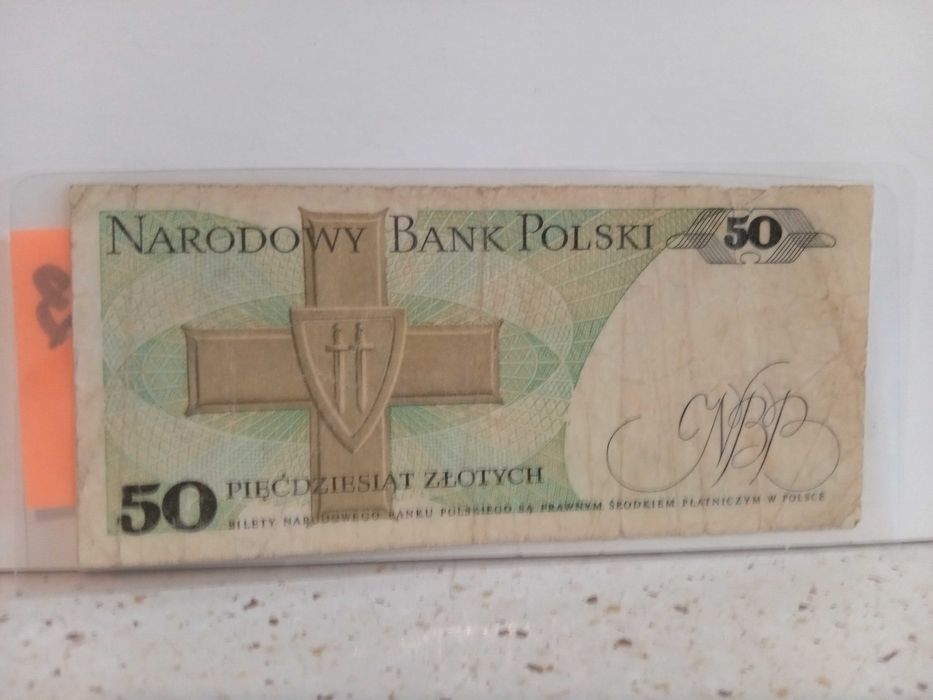 NARODOWY BANK POLSKI 50
NBP
50 PIĘĆDZIESIĄT ZŁOTYCH
BILETY NARODOWEGO BANKU POLSKIEGO SĄ PRAWNYM ŚRODKIEM PŁATNICZYM W POLSCE